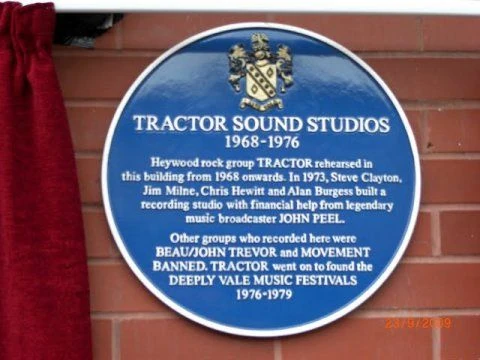 TRACTOR SOUND STUDIOS
1968-1976
Heywood rock group TRACTOR rehearsed in
this building from 1968 onwards. In 1973, Steve Clayton,
Jim Milne, Chris Hewitt and Alan Burgess built a
recording studio with financial help from legendary
music broadcaster JOHN PEEL.
Other groups who recorded here were
BEAU/JOHN TREVOR and MOVEMENT
BANNED. TRACTOR went on to found the
DEEPLY VALE MUSIC FESTIVALS
1976-1979
23/9/2009